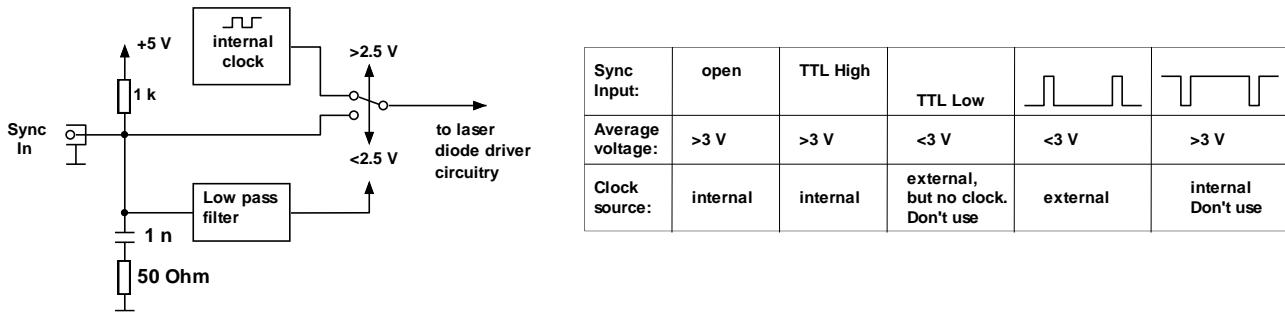 +5 V
internal
clock
>2.5 V
1 k
Sync
In
to laser
diode driver
circuitry
<2.5 V
Low pass
filter
1 n
50 Ohm
Sync
Input:
open
TTL High
TTL Low
Average
voltage:
>3 V
>3 V
<3 V
<3 V
>3 V
Clock
source:
internal
internal
external,
but no clock.
Don't use
external
internal
Don't use